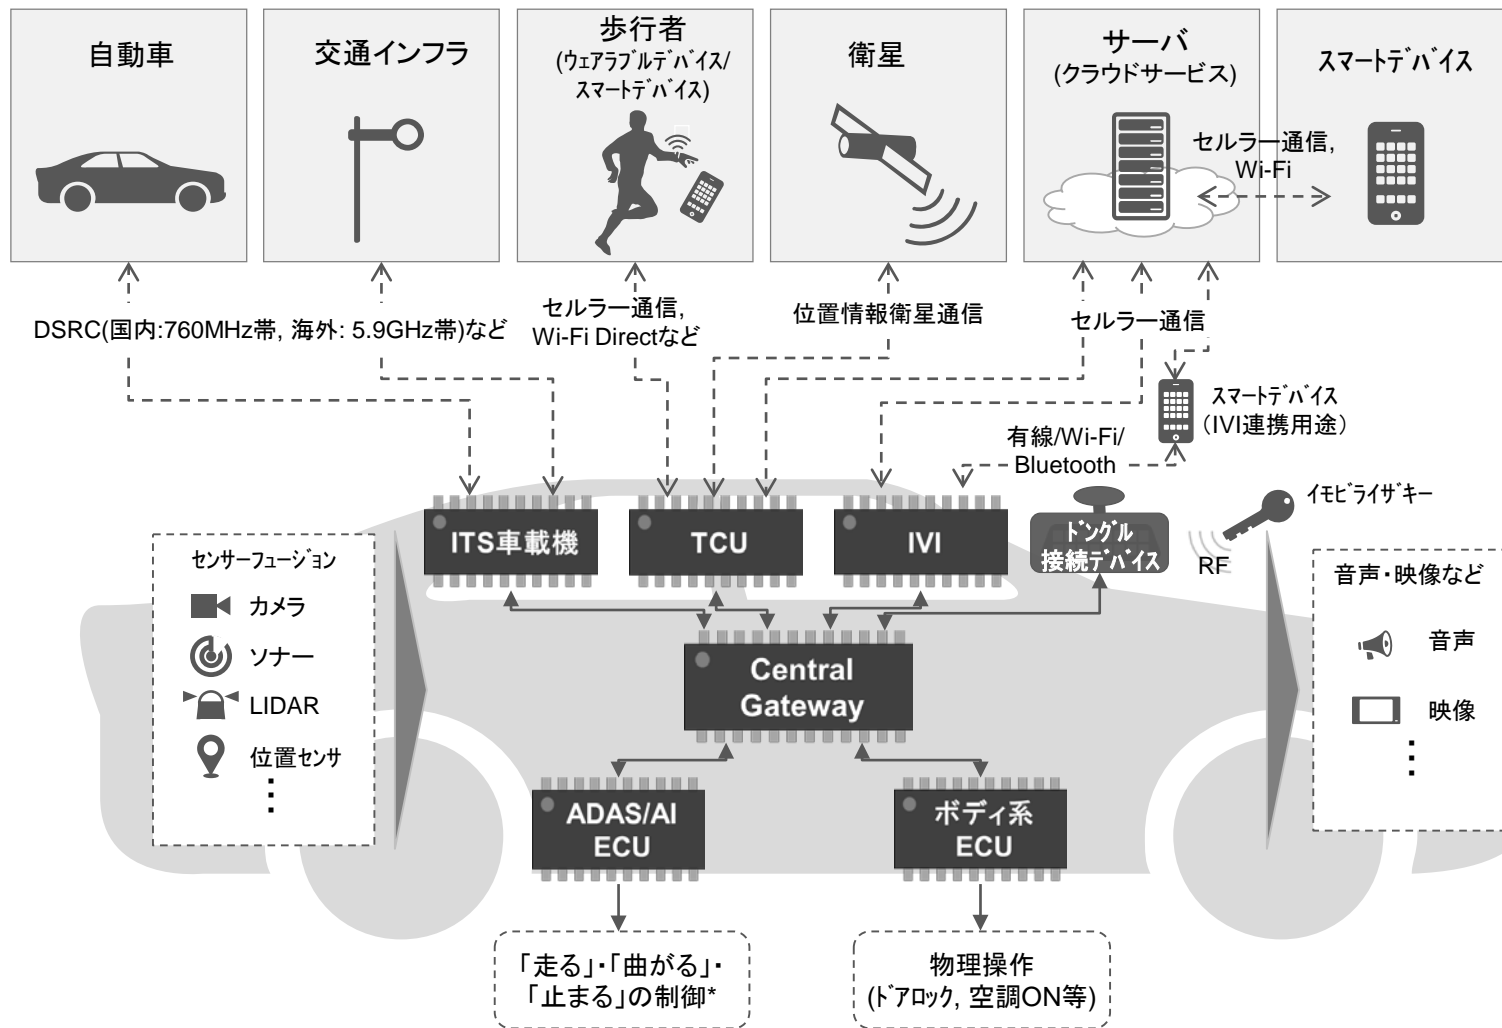 自動車
交通インフラ
歩行者
(ウェアラブルデバイス/
スマートデバイス)
衛星
サーバ
(クラウドサービス)
スマートデバイス
セルラー通信,
Wi-Fi
DSRC(国内:760MHz帯, 海外: 5.9GHz帯)など
セルラー通信,
Wi-Fi Directなど
位置情報衛星通信
セルラー通信
スマートデバイス
(IVI連携用途)
有線/Wi-Fi/
Bluetooth
イモビライザキー
ITS車載機
TCU
IVI
ドングル
接続デバイス
RF
センサーフュージョン
カメラ
ソナー
LIDAR
位置センサ
⋮
音声・映像など
音声
映像
⋮
Central
Gateway
ADAS/AI
ECU
ボディ系
ECU
「走る」・「曲がる」・
「止まる」の制御*
物理操作
(ドアロック, 空調ON等)